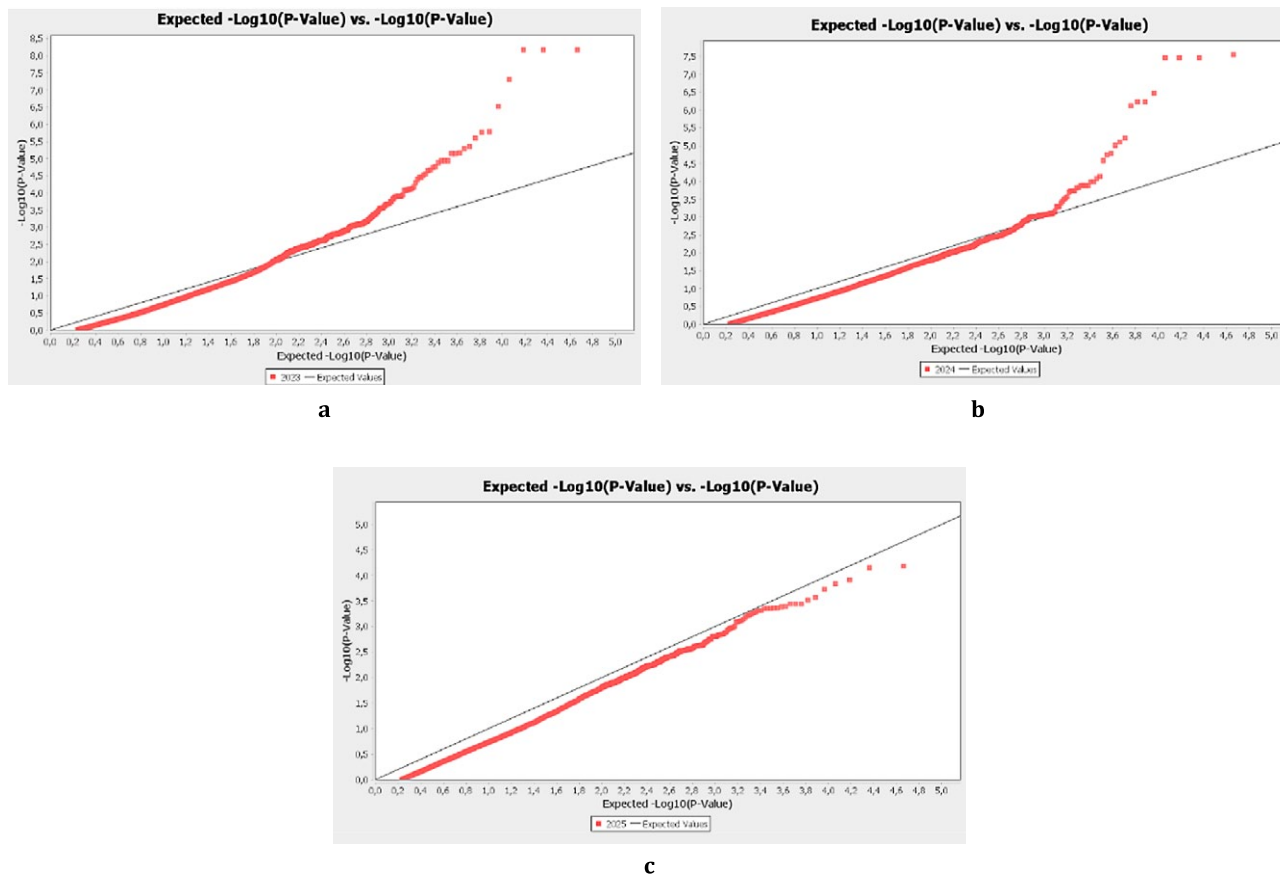 Expected -Log10(P-Value) vs. -Log10(P-Value)
8,5
8,0
7,5
7,0
6,5
6,0
5,5
5,0
4,5
4,0
3,5
3,0
2,5
2,0
1,5
1,0
0,5
0,0
-Log10(P-Value)
0,0 0,2 0,4 0,6 0,8 1,0 1,2 1,4 1,6 1,8 2,0 2,2 2,4 2,6 2,8 3,0 3,2 3,4 3,6 3,8 4,0 4,2 4,4 4,6 4,8 5,0
Expected -Log10(P-Value)
2023 Expected Values
a
Expected -Log10(P-Value) vs. -Log10(P-Value)
7,5
7,0
6,5
6,0
5,5
5,0
4,5
4,0
3,5
3,0
2,5
2,0
1,5
1,0
0,5
0,0
-Log10(P-Value)
0,0 0,2 0,4 0,6 0,8 1,0 1,2 1,4 1,6 1,8 2,0 2,2 2,4 2,6 2,8 3,0 3,2 3,4 3,6 3,8 4,0 4,2 4,4 4,6 4,8 5,0
Expected -Log10(P-Value)
2024 Expected Values
b
Expected -Log10(P-Value) vs. -Log10(P-Value)
5,0
4,5
4,0
3,5
3,0
2,5
2,0
1,5
1,0
0,5
0,0
-Log10(P-Value)
0,0 0,2 0,4 0,6 0,8 1,0 1,2 1,4 1,6 1,8 2,0 2,2 2,4 2,6 2,8 3,0 3,2 3,4 3,6 3,8 4,0 4,2 4,4 4,6 4,8 5,0
Expected -Log10(P-Value)
2025 Expected Values
c